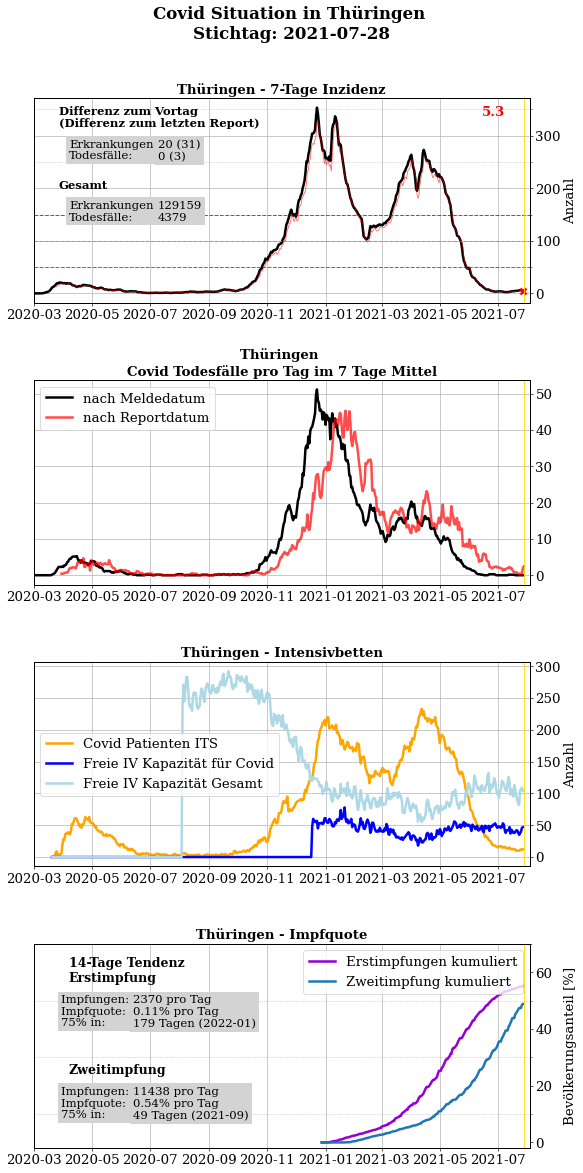 Covid Situation in Thüringen
Stichtag: 2021-07-28
Thüringen - 7-Tage Inzidenz
Differenz zum Vortag
(Differenz zum letzten Report)
Erkrankungen 20 (31)
Todesfälle: 0 (3)
Gesamt
Erkrankungen 129159
Todesfälle: 4379
5.3
300
200
100
0
Anzahl
2020-03 2020-05 2020-07 2020-09 2020-11 2021-01 2021-03 2021-05 2021-07
Thüringen
Covid Todesfälle pro Tag im 7 Tage Mittel
nach Meldedatum
nach Reportdatum
50
40
30
20
10
0
2020-03 2020-05 2020-07 2020-09 2020-11 2021-01 2021-03 2021-05 2021-07
Thüringen - Intensivbetten
Covid Patienten ITS
Freie IV Kapazität für Covid
Freie IV Kapazität Gesamt
300
250
200
150
100
50
0
Anzahl
2020-03 2020-05 2020-07 2020-09 2020-11 2021-01 2021-03 2021-05 2021-07
Thüringen - Impfquote
14-Tage Tendenz
Erstimpfung
Impfungen: 2370 pro Tag
Impfquote: 0.11% pro Tag
75% in: 179 Tagen (2022-01)
Zweitimpfung
Impfungen: 11438 pro Tag
Impfquote: 0.54% pro Tag
75% in: 49 Tagen (2021-09)
Erstimpfungen kumuliert
Zweitimpfung kumuliert
60
40
20
0
Bevölkerungsanteil [%]
2020-03 2020-05 2020-07 2020-09 2020-11 2021-01 2021-03 2021-05 2021-07